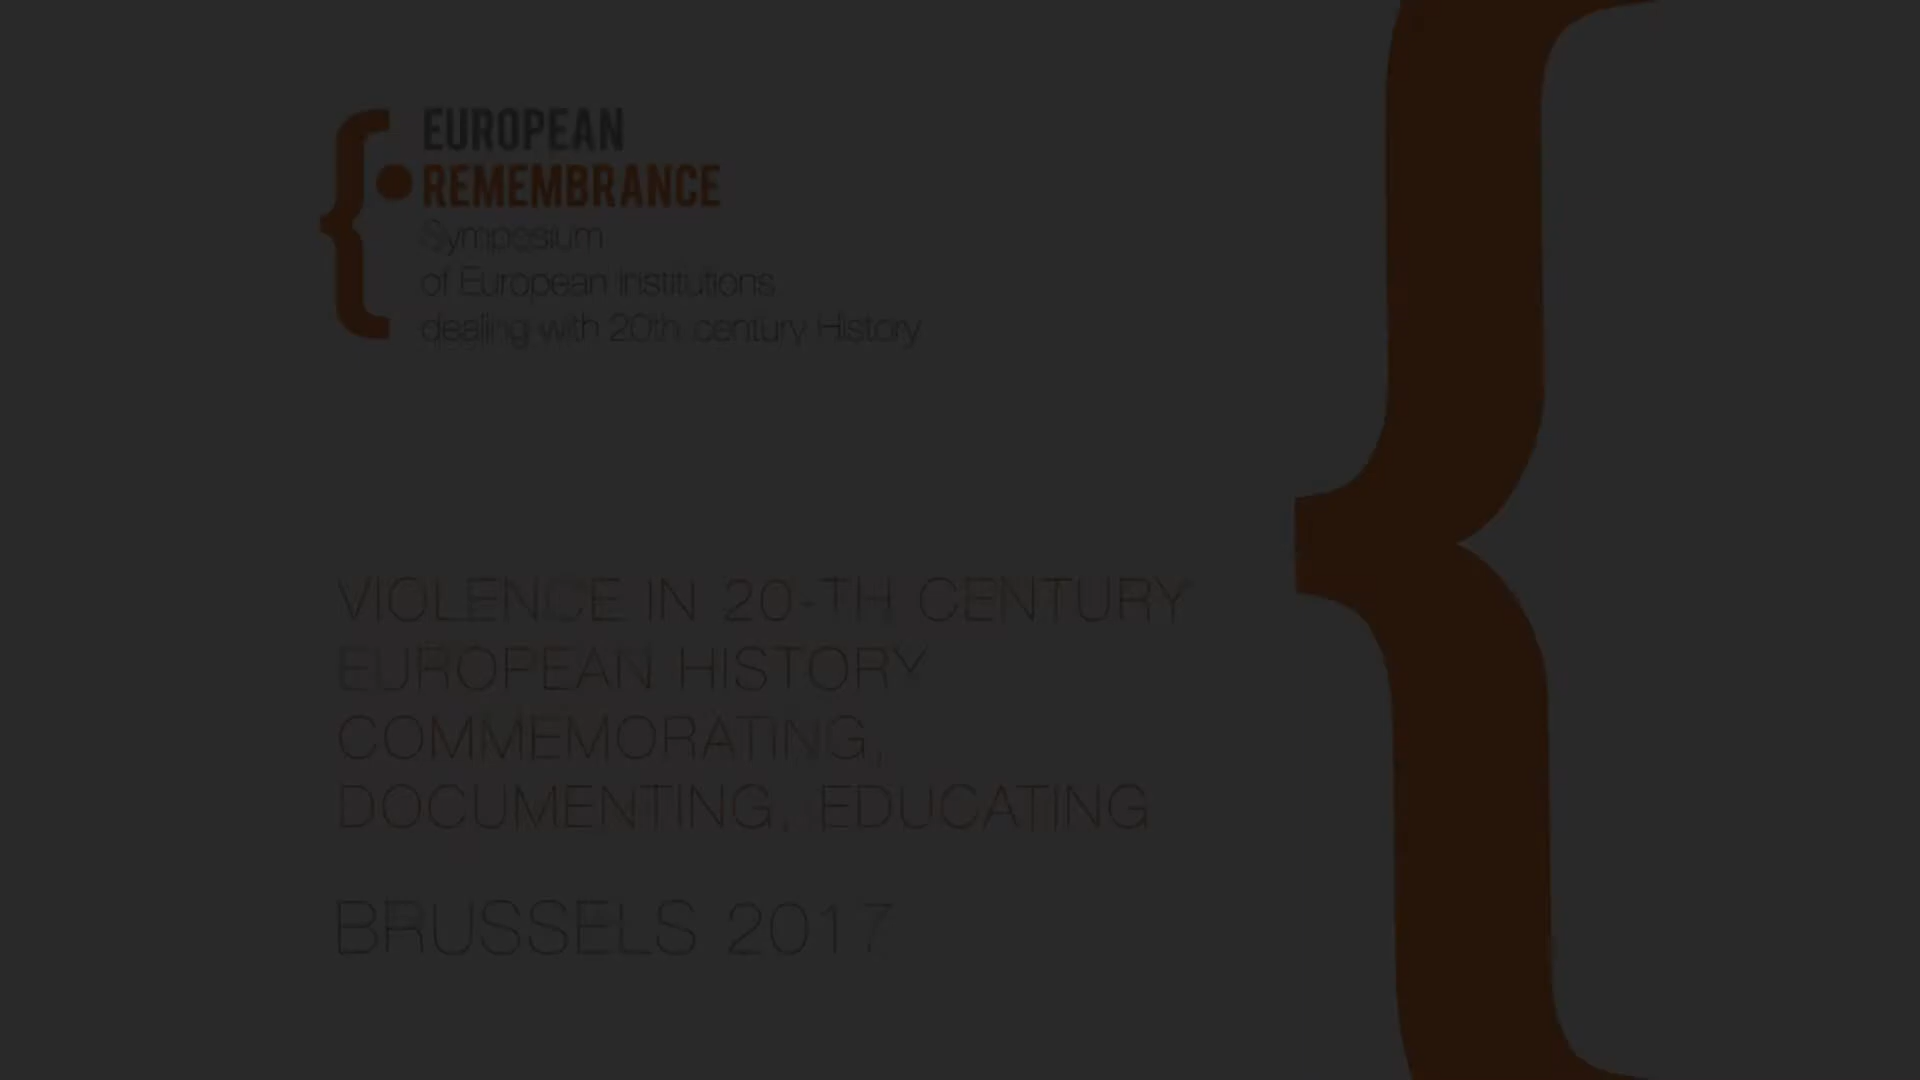 EUROPEAN
REMEMBRANCE
Symposium
of European Institutions
dealing with 20th-century History
VIOLENCE IN 20-TH CENTURY
EUROPEAN HISTORY
COMMEMORATING,
DOCUMENTING, EDUCATING
BRUSSELS 2017